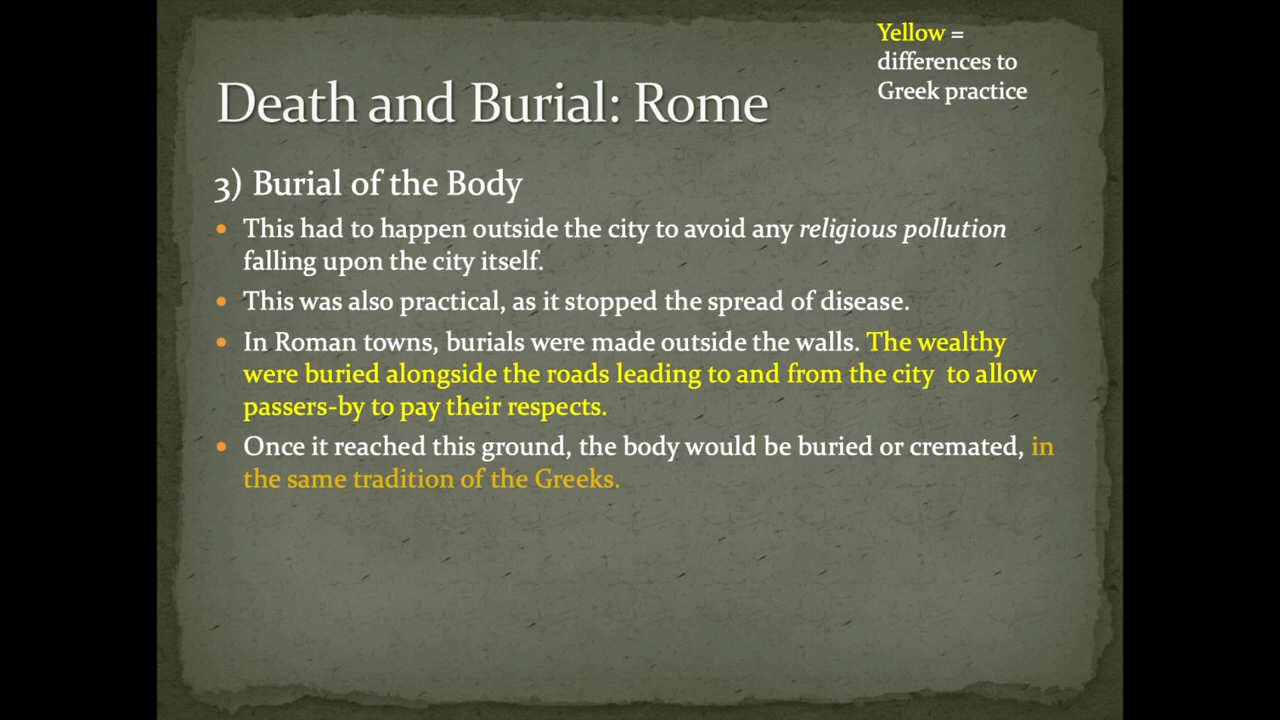 Yellow =
differences to
Greek practice
Death and Burial: Rome
3) Burial of the Body
• This had to happen outside the city to avoid any religious pollution
falling upon the city itself.
• This was also practical, as it stopped the spread of disease.
• In Roman towns, burials were made outside the walls. The wealthy
were buried alongside the roads leading to and from the city to allow
passers-by to pay their respects.
• Once it reached this ground, the body would be buried or cremated, in
the same tradition of the Greeks.